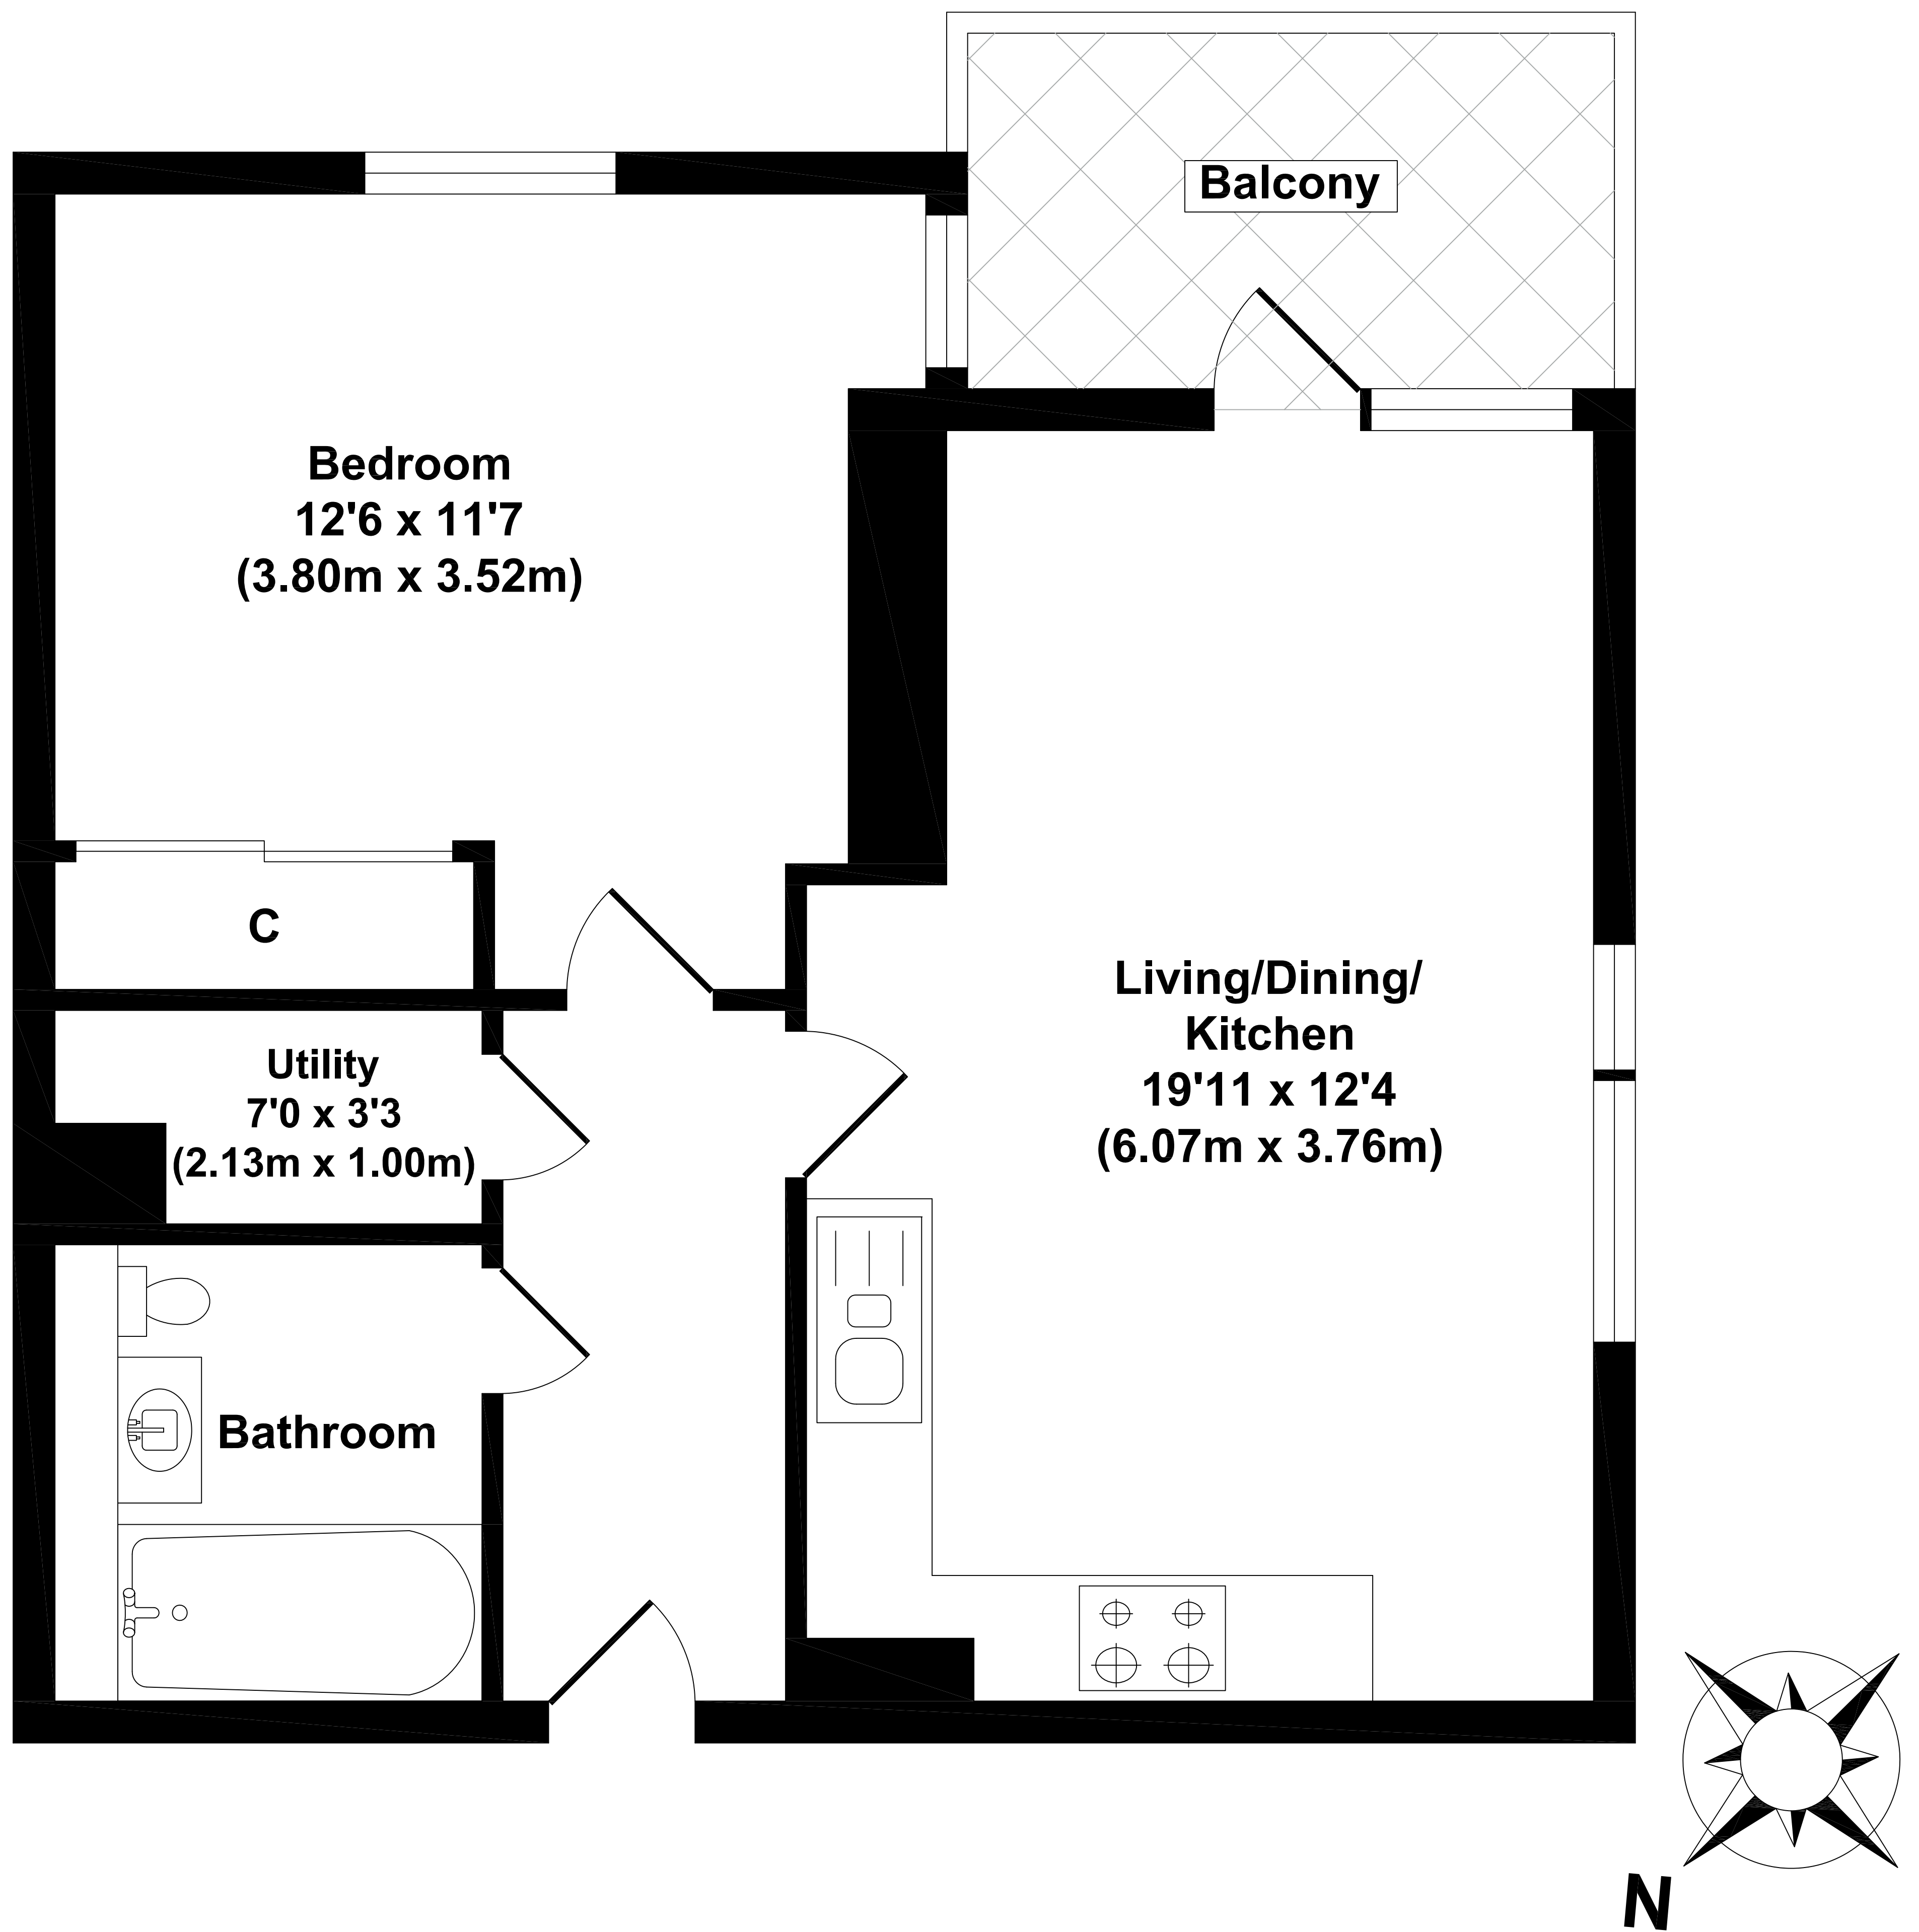 Balcony
Bedroom
12'6 x 11'7
(3.80m x 3.52m)
C
Living/Dining/
Kitchen
19'11 x 12'4
(6.07m x 3.76m)
Utility
7'0 x 3'3
(2.13m x 1.00m)
Bathroom
N